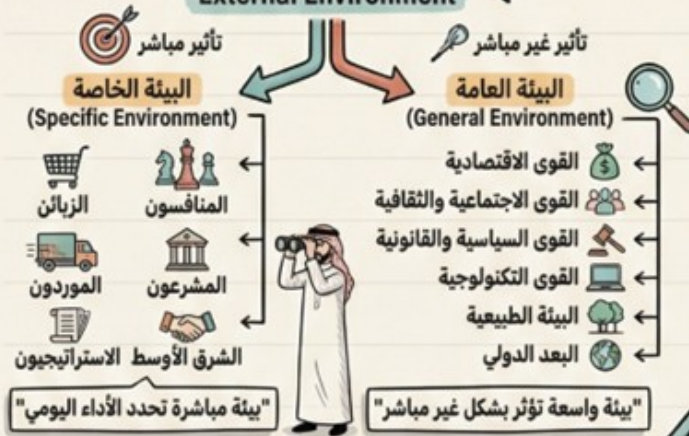 External Environment
تأثير غير مباشر
البيئة العامة
(General Environment)
القوى الاقتصادية
القوى الاجتماعية والثقافية
القوى السياسية والقانونية
القوى التكنولوجية
البيئة الطبيعية
البعد الدولي
"بيئة واسعة تؤثر بشكل غير مباشر"
تأثير مباشر
البيئة الخاصة
(Specific Environment)
المنافسون
الزبائن
المشرعون
الموردون
الشرق الأوسط
الاستراتيجيون
"بيئة مباشرة تحدد الأداء اليومي"